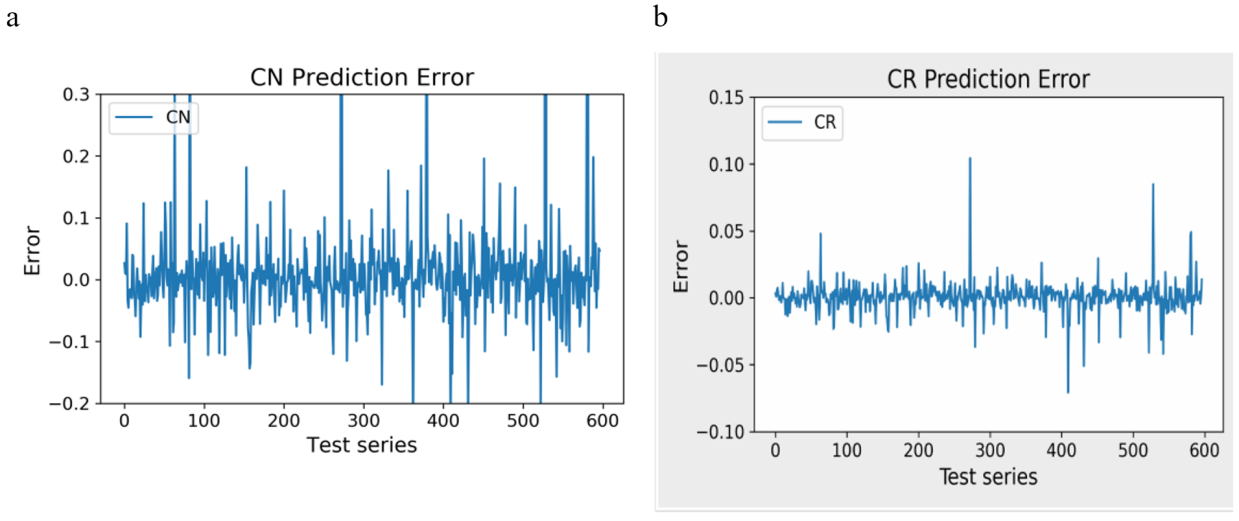 a
CN Prediction Error
CN
0.3
0.2
0.1
0.0
−0.1
−0.2
Error
0 100 200 300 400 500 600
Test series
b
CR Prediction Error
CR
0.15
0.10
0.05
0.00
−0.05
−0.10
Error
0 100 200 300 400 500 600
Test series